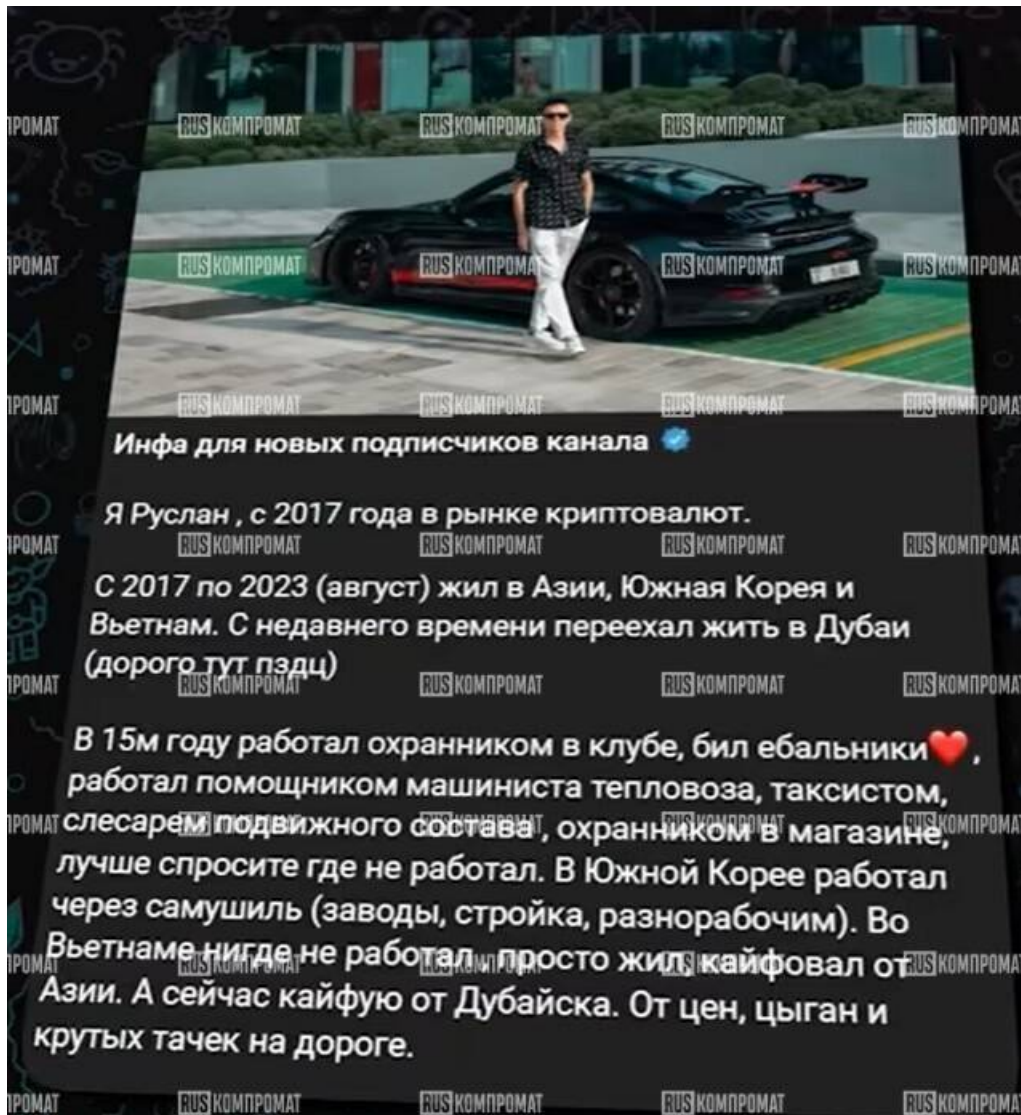 Инфа для новых подписчиков канала
Я Руслан , с 2017 года в рынке криптовалют.
С 2017 по 2023 (август) жил в Азии, Южная Корея и
Вьетнам. С недавнего времени переехал жить в Дубаи
(дорого тут пздц)
В 15м году работал охранником в клубе, бил ебальники❤️,
работал помощником машиниста тепловоза, таксистом,
слесарем подвижного состава , охранником в магазине,
лучше спросите где не работал. В Южной Корее работал
через самушиль (заводы, стройка, разнорабочим). Во
Вьетнаме нигде не работал , просто жил, кайфовал от
Азии. А сейчас кайфую от Дубайска. От цен, цыган и
крутых тачек на дороге.
RUS КОМПРОМАТ